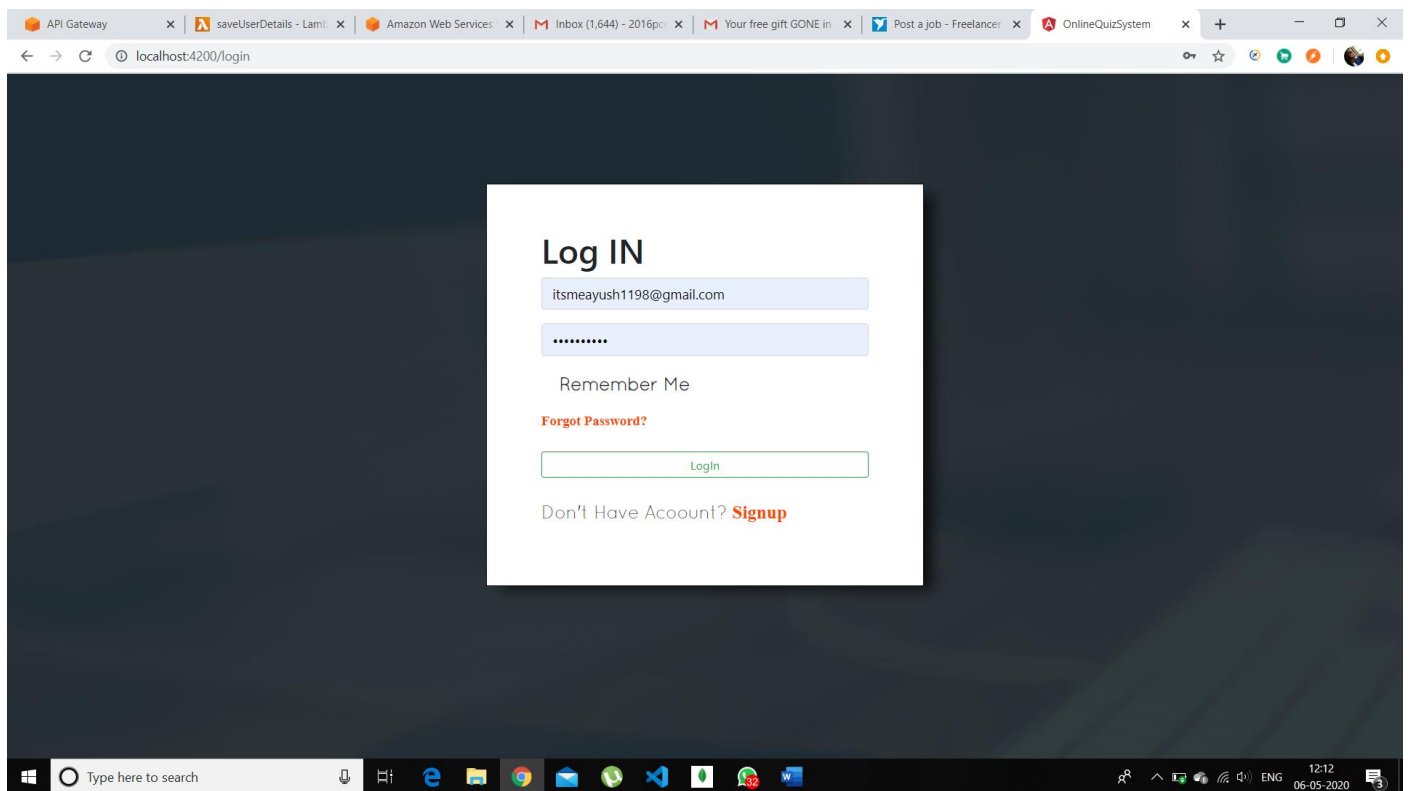 API Gateway
saveUserDetails - Lamb
Amazon Web Services
Inbox (1,644) - 2016pc
Your free gift GONE in
Post a job - Freelancer
OnlineQuizSystem
localhost:4200/login
Log IN
itsmeayush1198@gmail.com
••••••••••
Remember Me
Forgot Password?
LogIn
Don't Have Acoount? Signup
Type here to search
32
ENG
12:12
06-05-2020
3